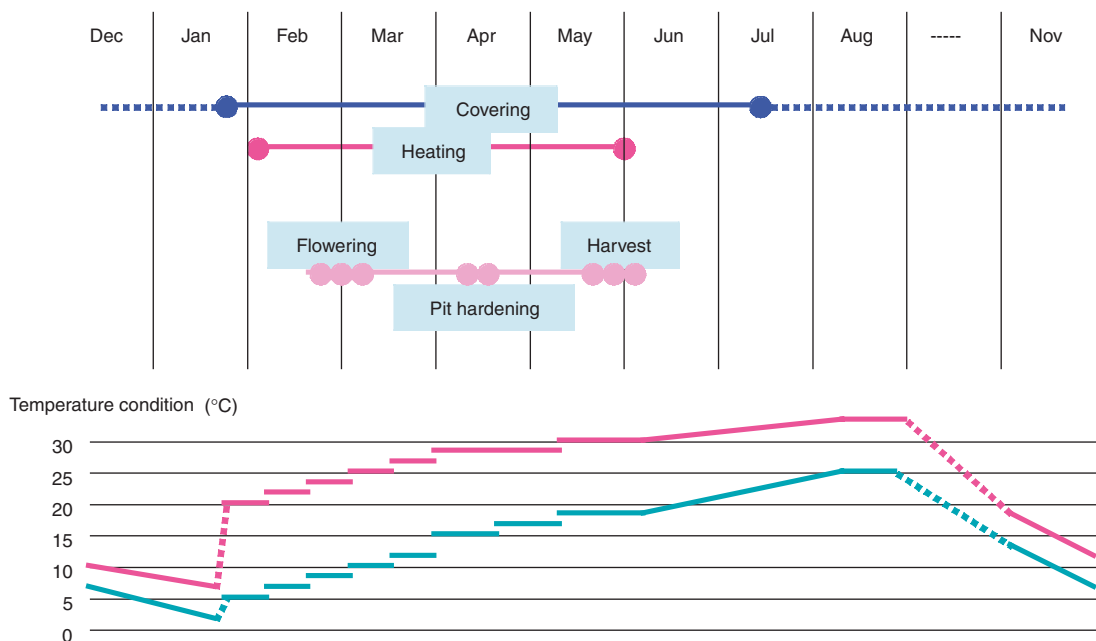 Dec Jan Feb Mar Apr May Jun Jul Aug ----- Nov
Covering
Heating
Flowering Harvest
Pit hardening
Temperature condition (°C)
30
25
20
15
10
5
0